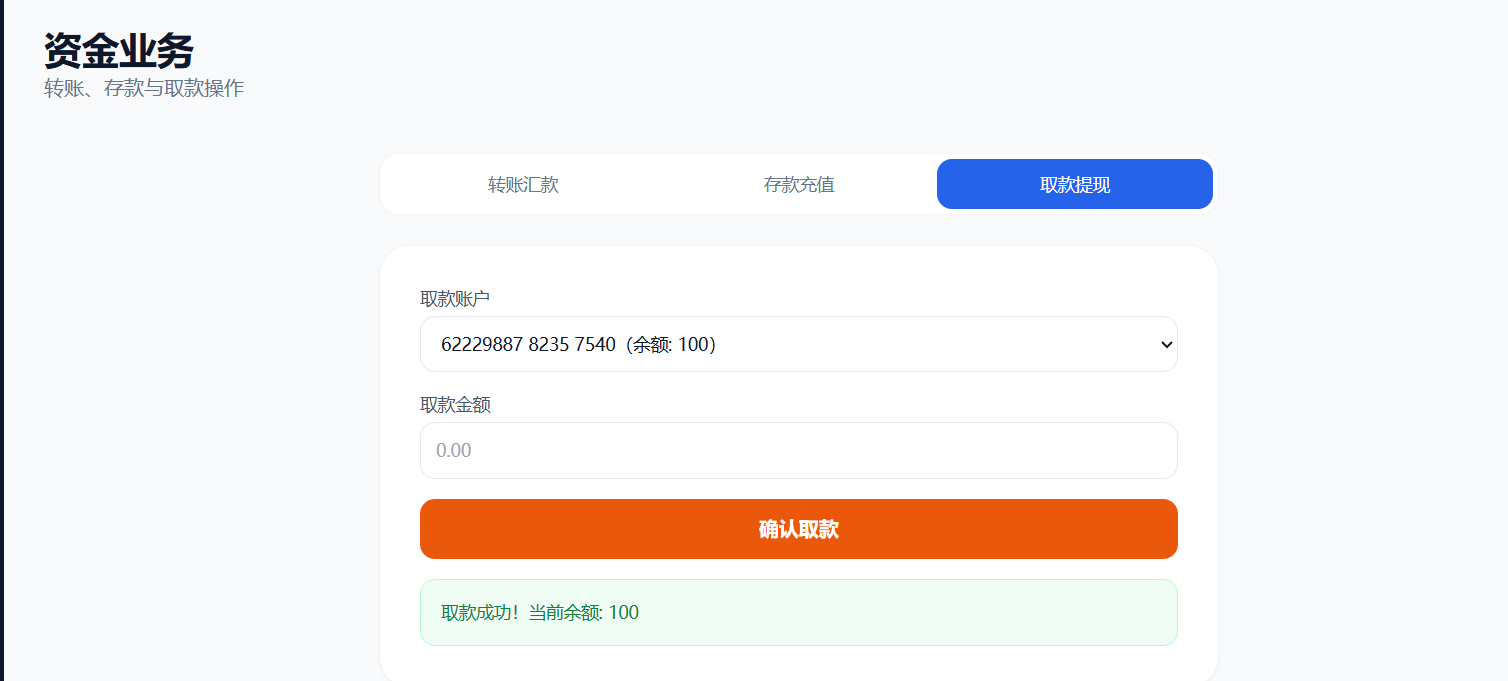 资金业务
转账、存款与取款操作
转账汇款 存款充值 取款提现
取款账户
62229887 8235 7540（余额: 100）
取款金额
0.00
确认取款
取款成功！当前余额: 100